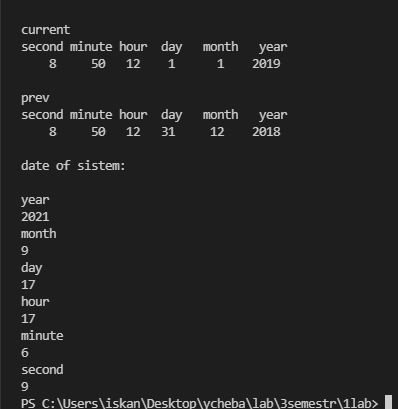 current
second minute hour day month year
8 50 12 1 1 2019
prev
second minute hour day month year
8 50 12 31 12 2018
date of sistem:
year
2021
month
9
day
17
hour
17
minute
6
second
9
PS C:\Users\iskan\Desktop\ycheba\lab\3semestr\1lab>